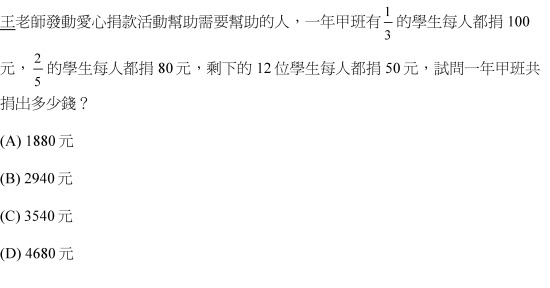 王老師發動愛心捐款活動幫助需要幫助的人，一年甲班有 1/3 的學生每人都捐 100
元，2/5 的學生每人都捐 80 元，剩下的 12 位學生每人都捐 50 元，試問一年甲班共
捐出多少錢？
(A) 1880 元
(B) 2940 元
(C) 3540 元
(D) 4680 元